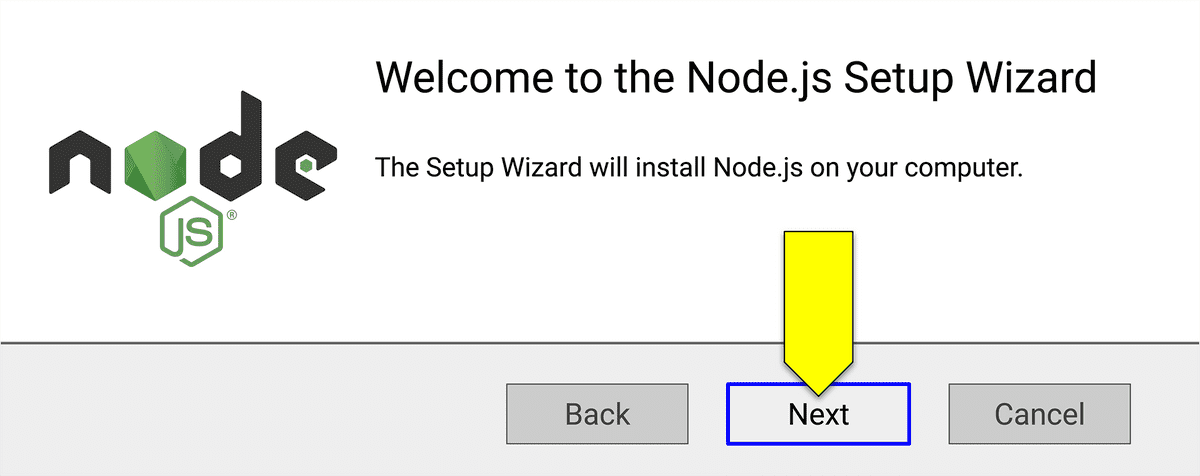 Welcome to the Node.js Setup Wizard
node
JS®
The Setup Wizard will install Node.js on your computer.
Back Next Cancel